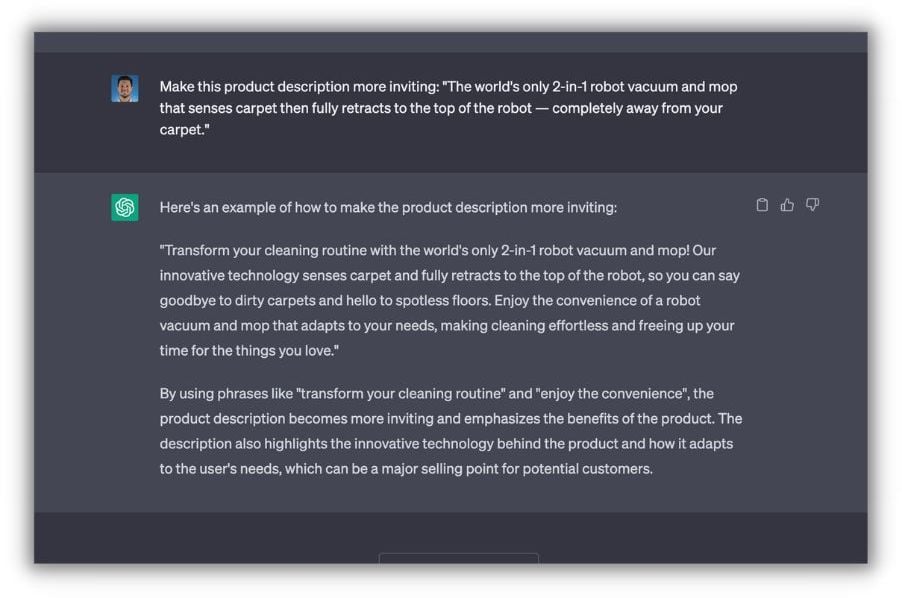 Make this product description more inviting: "The world's only 2-in-1 robot vacuum and mop
that senses carpet then fully retracts to the top of the robot — completely away from your
carpet."
Here's an example of how to make the product description more inviting:
"Transform your cleaning routine with the world's only 2-in-1 robot vacuum and mop! Our
innovative technology senses carpet and fully retracts to the top of the robot, so you can say
goodbye to dirty carpets and hello to spotless floors. Enjoy the convenience of a robot
vacuum and mop that adapts to your needs, making cleaning effortless and freeing up your
time for the things you love."
By using phrases like "transform your cleaning routine" and "enjoy the convenience", the
product description becomes more inviting and emphasizes the benefits of the product. The
description also highlights the innovative technology behind the product and how it adapts
to the user's needs, which can be a major selling point for potential customers.